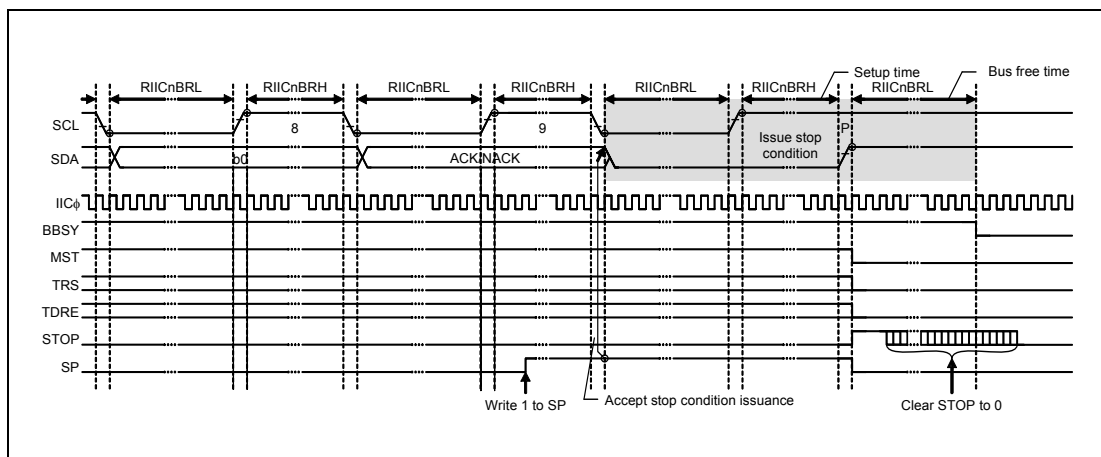 Setup time
Bus free time
RIICnBRL RIICnBRH RIICnBRL RIICnBRH RIICnBRL RIICnBRH RIICnBRL
SCL 8 9 Issue stop condition P
SDA b0 ACK/NACK
IICϕ
BBSY
MST
TRS
TDRE
STOP
SP
Write 1 to SP
Accept stop condition issuance
Clear STOP to 0